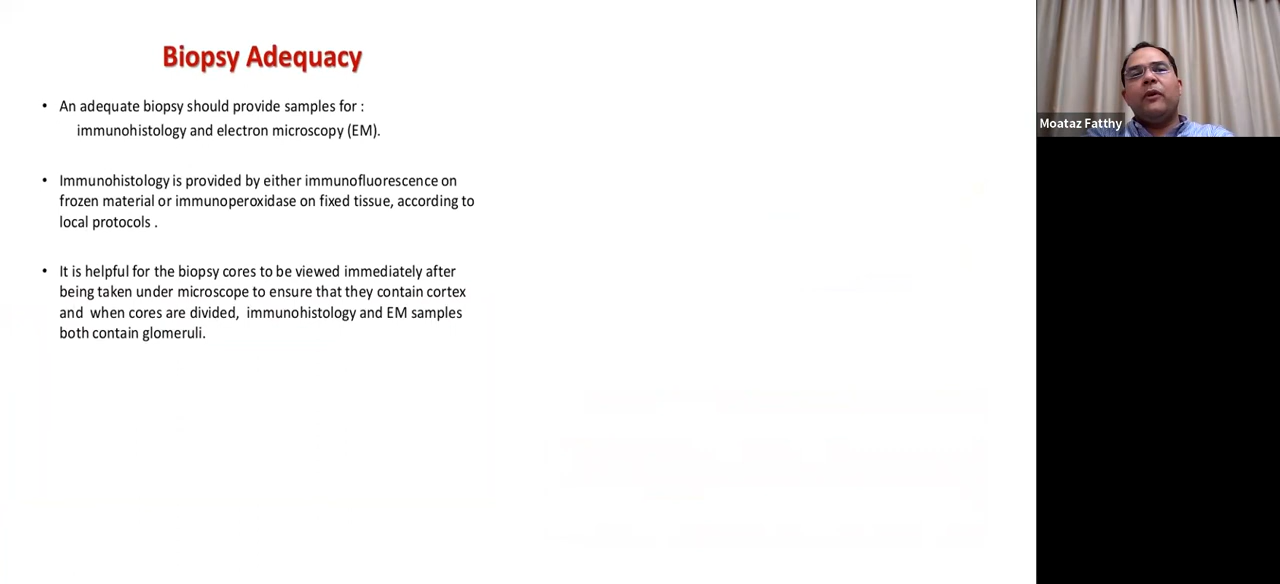 Biopsy Adequacy
• An adequate biopsy should provide samples for :
immunohistology and electron microscopy (EM).
• Immunohistology is provided by either immunofluorescence on
frozen material or immunoperoxidase on fixed tissue, according to
local protocols .
• It is helpful for the biopsy cores to be viewed immediately after
being taken under microscope to ensure that they contain cortex
and when cores are divided, immunohistology and EM samples
both contain glomeruli.
Moataz Fatthy